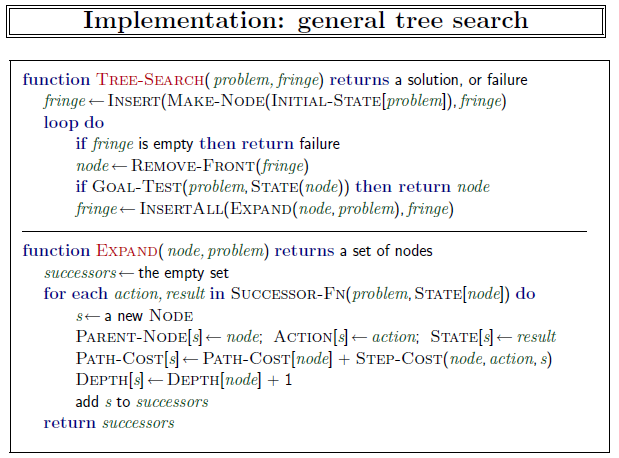 Implementation: general tree search
function TREE-SEARCH( problem, fringe) returns a solution, or failure
fringe ← INSERT(MAKE-NODE(INITIAL-STATE[problem]), fringe)
loop do
if fringe is empty then return failure
node ← REMOVE-FRONT(fringe)
if GOAL-TEST(problem, STATE(node)) then return node
fringe ← INSERTALL(EXPAND(node, problem), fringe)
function EXPAND( node, problem) returns a set of nodes
successors ← the empty set
for each action, result in SUCCESSOR-FN(problem, STATE[node]) do
s ← a new NODE
PARENT-NODE[s] ← node; ACTION[s] ← action; STATE[s] ← result
PATH-COST[s] ← PATH-COST[node] + STEP-COST(node, action, s)
DEPTH[s] ← DEPTH[node] + 1
add s to successors
return successors